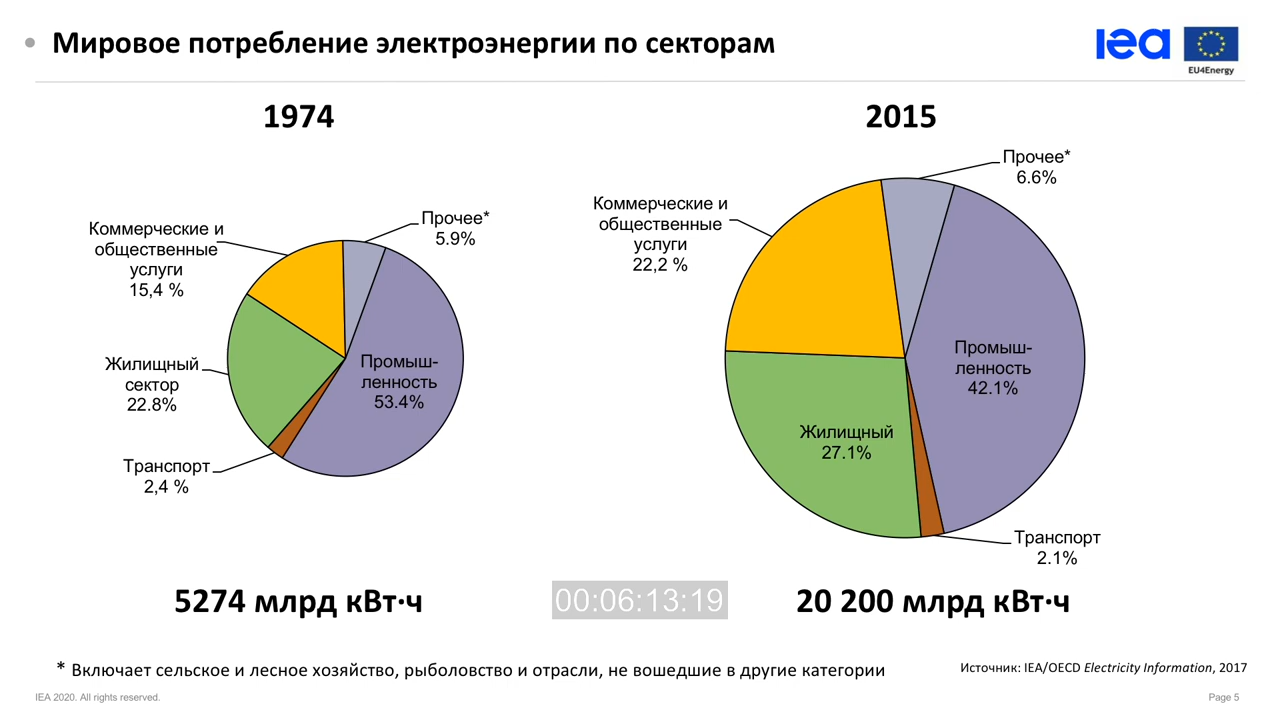 Мировое потребление электроэнергии по секторам
iea
EU4Energy
1974
2015
Прочее*
6.6%
Коммерческие и
общественные
услуги
22,2 %
Прочее*
5.9%
Коммерческие и
общественные
услуги
15,4 %
Промыш-
ленность
42.1%
Промыш-
ленность
53.4%
Жилищный
сектор
22.8%
Жилищный
27.1%
Транспорт
2,4 %
Транспорт
2.1%
5274 млрд кВт·ч
00:06:13:19
20 200 млрд кВт·ч
* Включает сельское и лесное хозяйство, рыболовство и отрасли, не вошедшие в другие категории
Источник: IEA/OECD Electricity Information, 2017
IEA 2020. All rights reserved.
Page 5